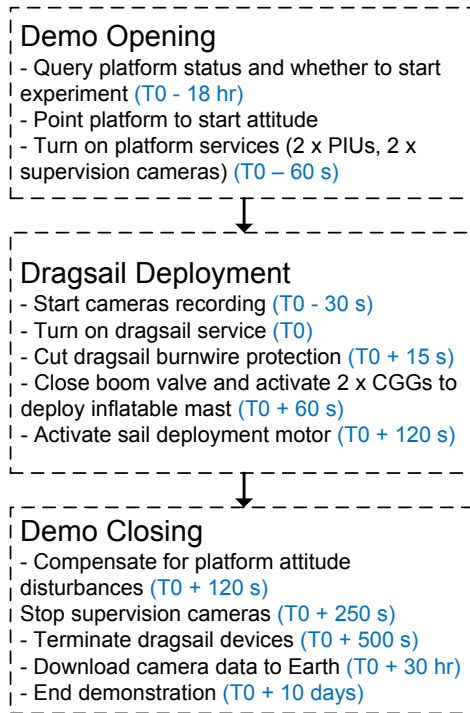 Demo Opening
- Query platform status and whether to start
experiment (T0 - 18 hr)
- Point platform to start attitude
- Turn on platform services (2 x PIUs, 2 x
supervision cameras) (T0 – 60 s)
Dragsail Deployment
- Start cameras recording (T0 - 30 s)
- Turn on dragsail service (T0)
- Cut dragsail burnwire protection (T0 + 15 s)
- Close boom valve and activate 2 x CGGs to
deploy inflatable mast (T0 + 60 s)
- Activate sail deployment motor (T0 + 120 s)
Demo Closing
- Compensate for platform attitude
disturbances (T0 + 120 s)
Stop supervision cameras (T0 + 250 s)
- Terminate dragsail devices (T0 + 500 s)
- Download camera data to Earth (T0 + 30 hr)
- End demonstration (T0 + 10 days)